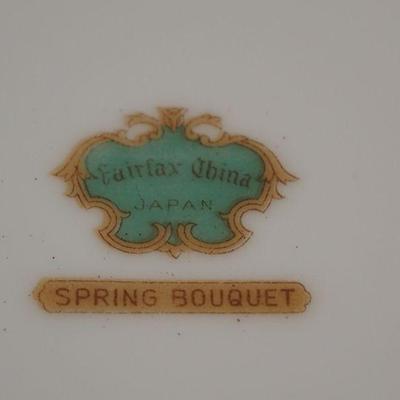 Fairfax China
JAPAN
SPRING BOUQUET